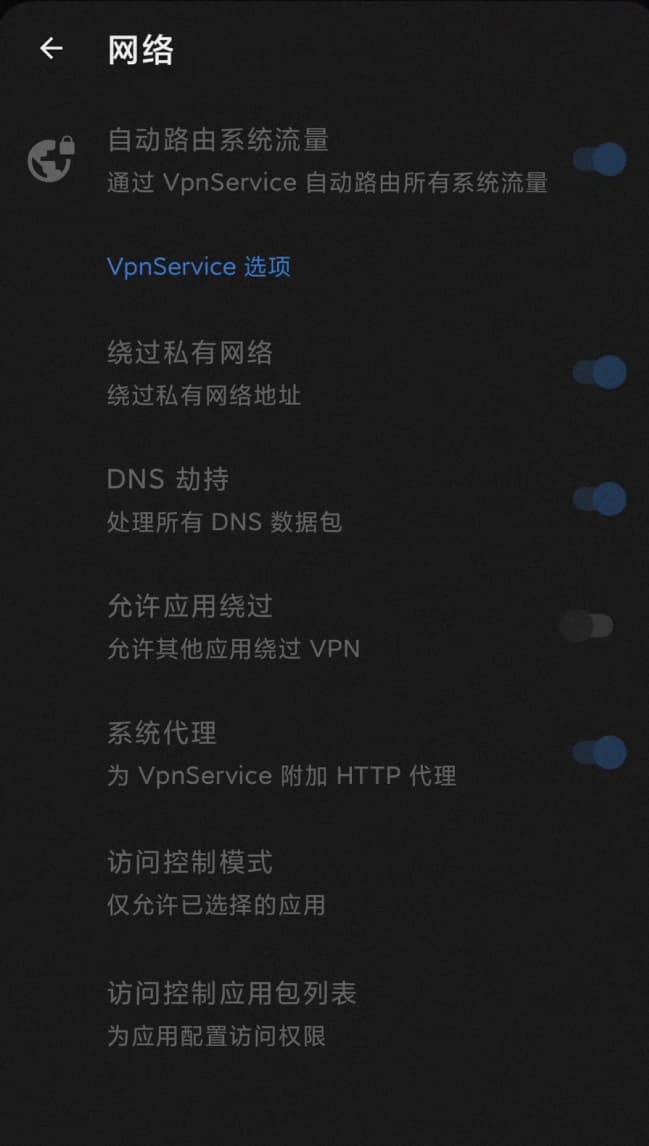 网络
自动路由系统流量
通过 VpnService 自动路由所有系统流量
VpnService 选项
绕过私有网络
绕过私有网络地址
DNS 劫持
处理所有 DNS 数据包
允许应用绕过
允许其他应用绕过 VPN
系统代理
为 VpnService 附加 HTTP 代理
访问控制模式
仅允许已选择的应用
访问控制应用包列表
为应用配置访问权限